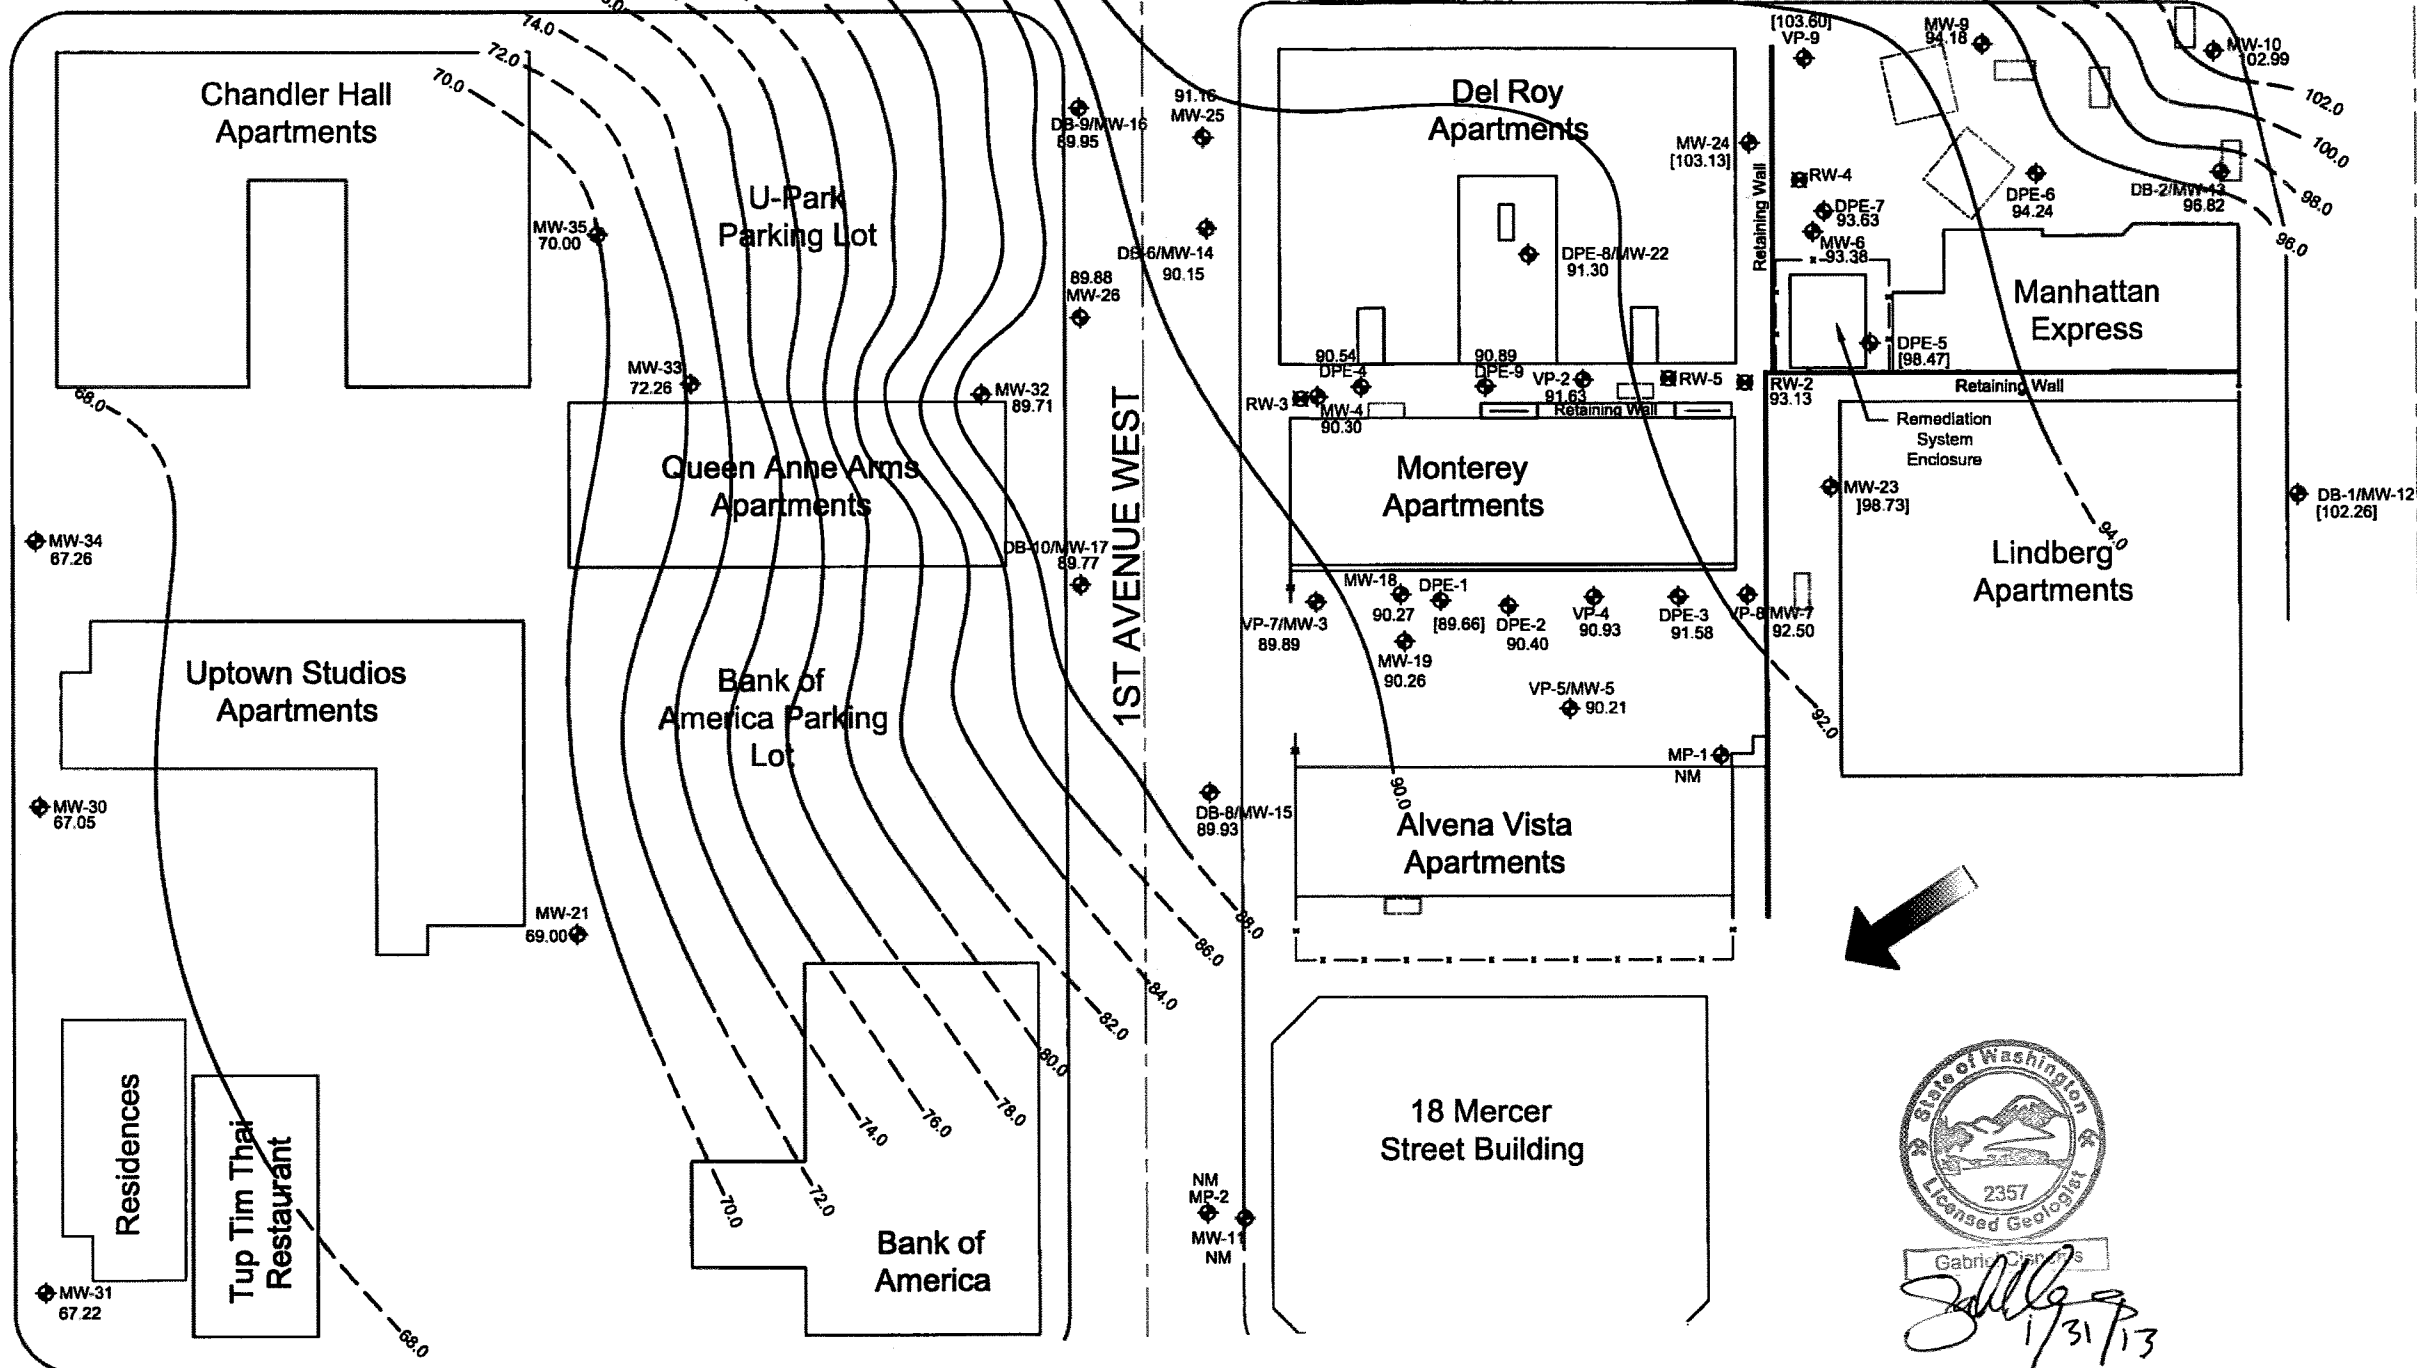 74.0
72.0
70.0
Chandler Hall
Apartments
U-Park
Parking Lot
MW-35
70.00
MW-33
72.26
68.0
MW-34
67.26
MW-30
67.05
MW-31
67.22
Uptown Studios
Apartments
MW-21
69.00
Residences
Tup Tim Thai
Restaurant
68.0
Queen Anne Arms
Apartments
MW-32
89.71
Bank of
America Parking
Lot
Bank of
America
70.0
72.0
74.0
76.0
78.0
80.0
82.0
84.0
86.0
88.0
DB-9/MW-16
89.95
91.16
MW-25
DB-6/MW-14
90.15
89.88
MW-26
1ST AVENUE WEST
DB-10/MW-17
89.77
DB-8/MW-15
89.93
NM
MP-2
MW-11
NM
Del Roy
Apartments
DPE-8/MW-22
91.30
MW-24
[103.13]
Retaining Wall
[103.60]
VP-9
MW-9
94.18
MW-10
102.99
102.0
100.0
98.0
96.0
RW-4
DPE-7
93.63
MW-6
93.38
DPE-6
94.24
DB-2/MW-13
96.82
Manhattan
Express
DPE-5
[98.47]
Retaining Wall
Remediation
System
Enclosure
90.54
DPE-4
RW-3
MW-4
90.30
90.89
DPE-9
VP-2
91.63
RW-5
RW-2
93.13
Retaining Wall
Monterey
Apartments
MW-23
]98.73]
DB-1/MW-12
[102.26]
94.0
Lindberg
Apartments
VP-7/MW-3
89.89
MW-18
90.27
DPE-1
[89.66]
DPE-2
90.40
VP-4
90.93
DPE-3
91.58
VP-8/MW-7
92.50
MW-19
90.26
VP-5/MW-5
90.21
92.0
MP-1
NM
90.0
Alvena Vista
Apartments
18 Mercer
Street Building
State of Washington
2357
Licensed Geologist
Gabriel Cisneros
1/31/13